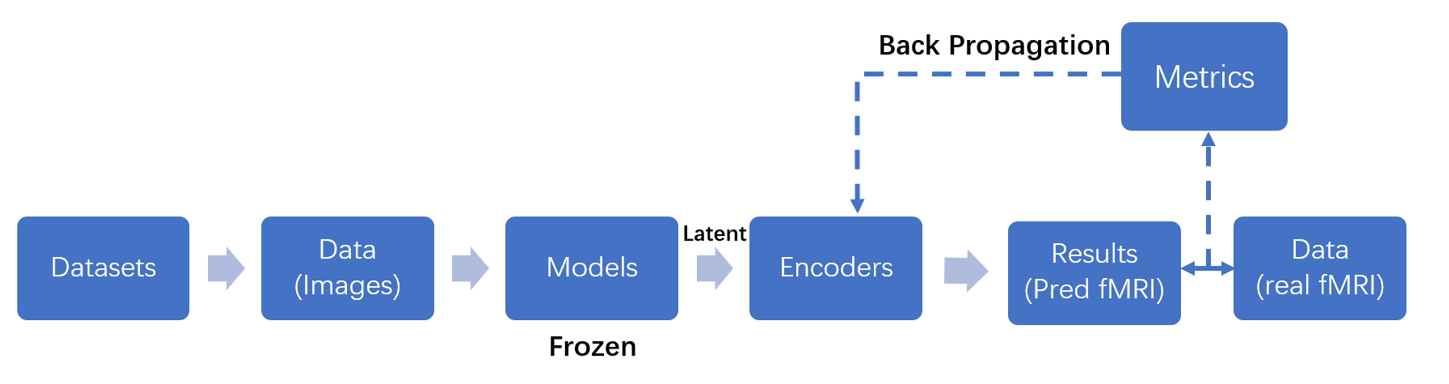 Back Propagation
Metrics
Datasets
Data
(Images)
Models
Latent
Encoders
Results
(Pred fMRI)
Data
(real fMRI)
Frozen